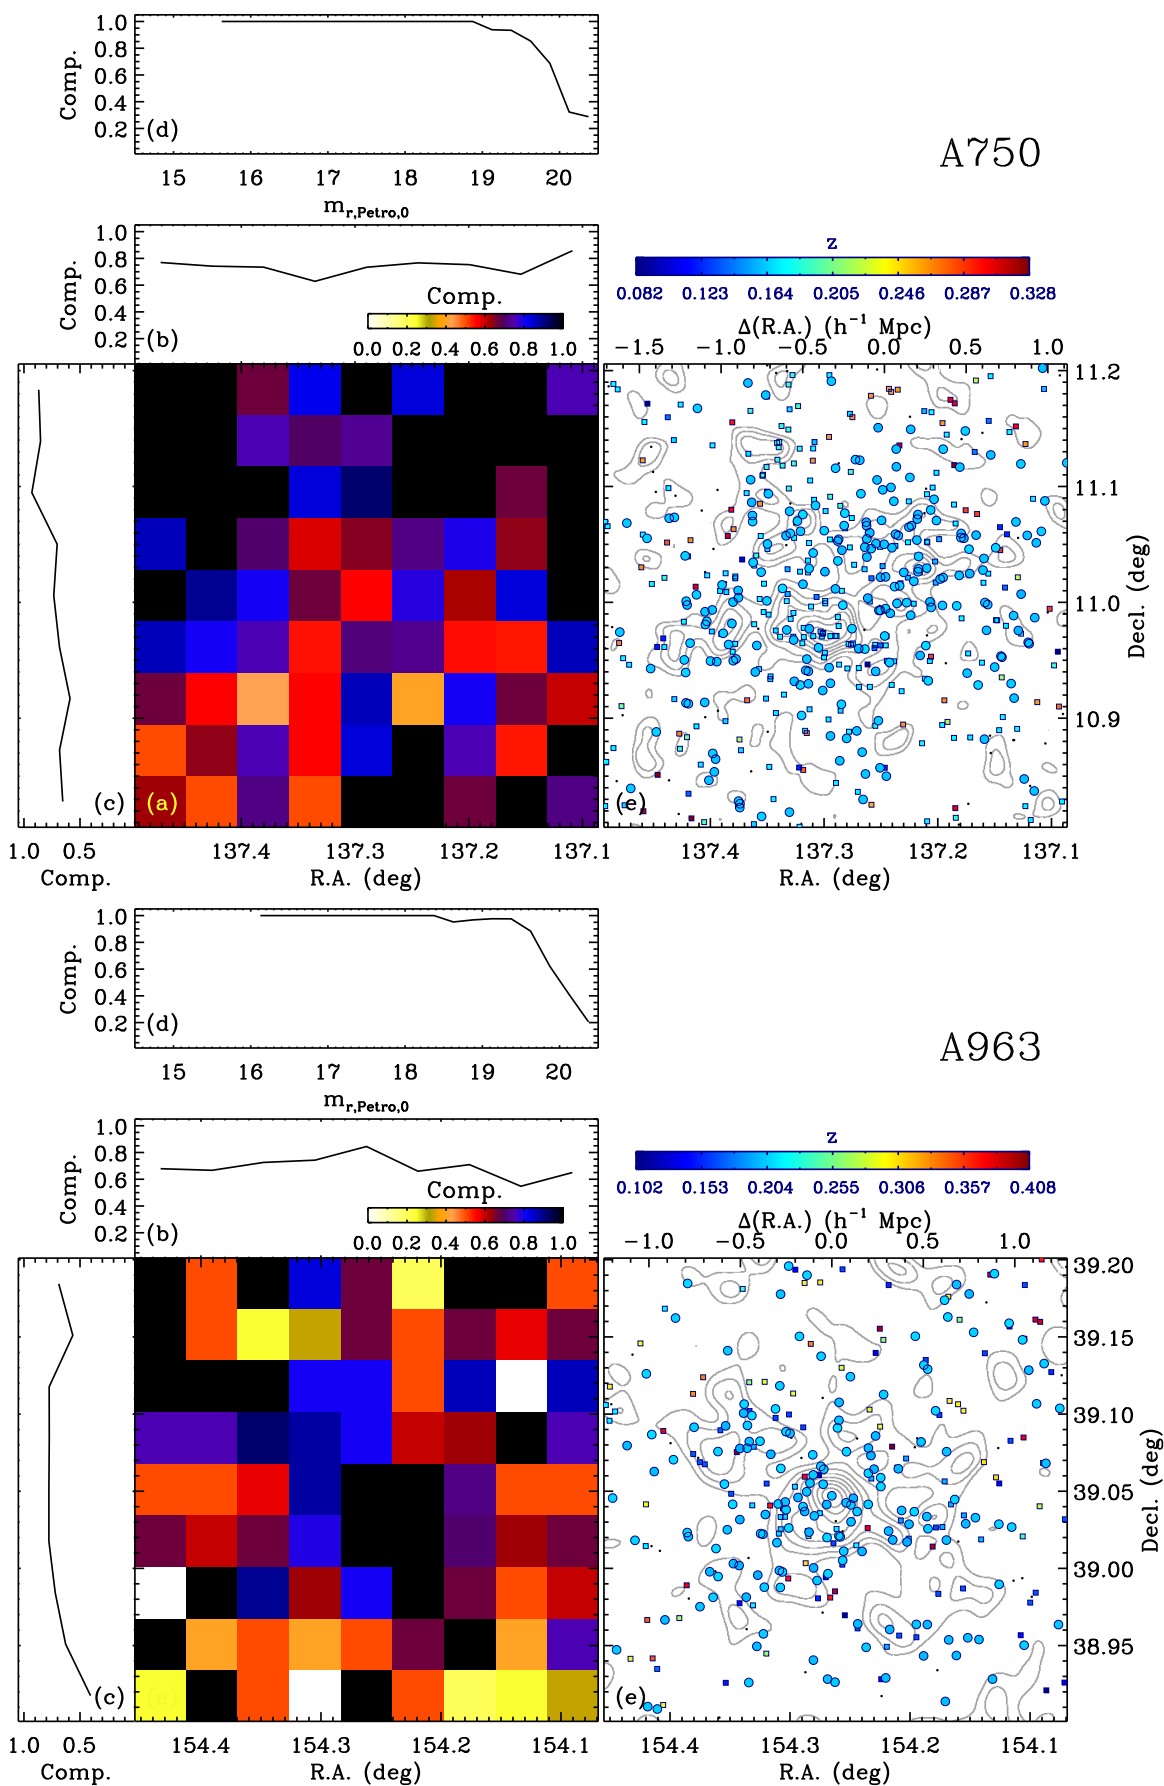 1.0
0.8
0.6
0.4
0.2
Comp.
(d)
15 16 17 18 19 20
m_r,Petro,0
A750
1.0
0.8
0.6
0.4
0.2
Comp.
(b)
Comp.
0.0 0.2 0.4 0.6 0.8 1.0
z
0.082 0.123 0.164 0.205 0.246 0.287 0.328
Δ(R.A.) (h⁻¹ Mpc)
−1.5 −1.0 −0.5 0.0 0.5 1.0
11.2
11.1
11.0
10.9
Decl. (deg)
(c) (a) (e)
1.0 0.5
Comp.
137.4 137.3 137.2 137.1
R.A. (deg)
137.4 137.3 137.2 137.1
R.A. (deg)
1.0
0.8
0.6
0.4
0.2
Comp.
(d)
15 16 17 18 19 20
m_r,Petro,0
A963
1.0
0.8
0.6
0.4
0.2
Comp.
(b)
Comp.
0.0 0.2 0.4 0.6 0.8 1.0
z
0.102 0.153 0.204 0.255 0.306 0.357 0.408
Δ(R.A.) (h⁻¹ Mpc)
−1.0 −0.5 0.0 0.5 1.0
39.20
39.15
39.10
39.05
39.00
38.95
Decl. (deg)
(c) (a) (e)
1.0 0.5
Comp.
154.4 154.3 154.2 154.1
R.A. (deg)
154.4 154.3 154.2 154.1
R.A. (deg)